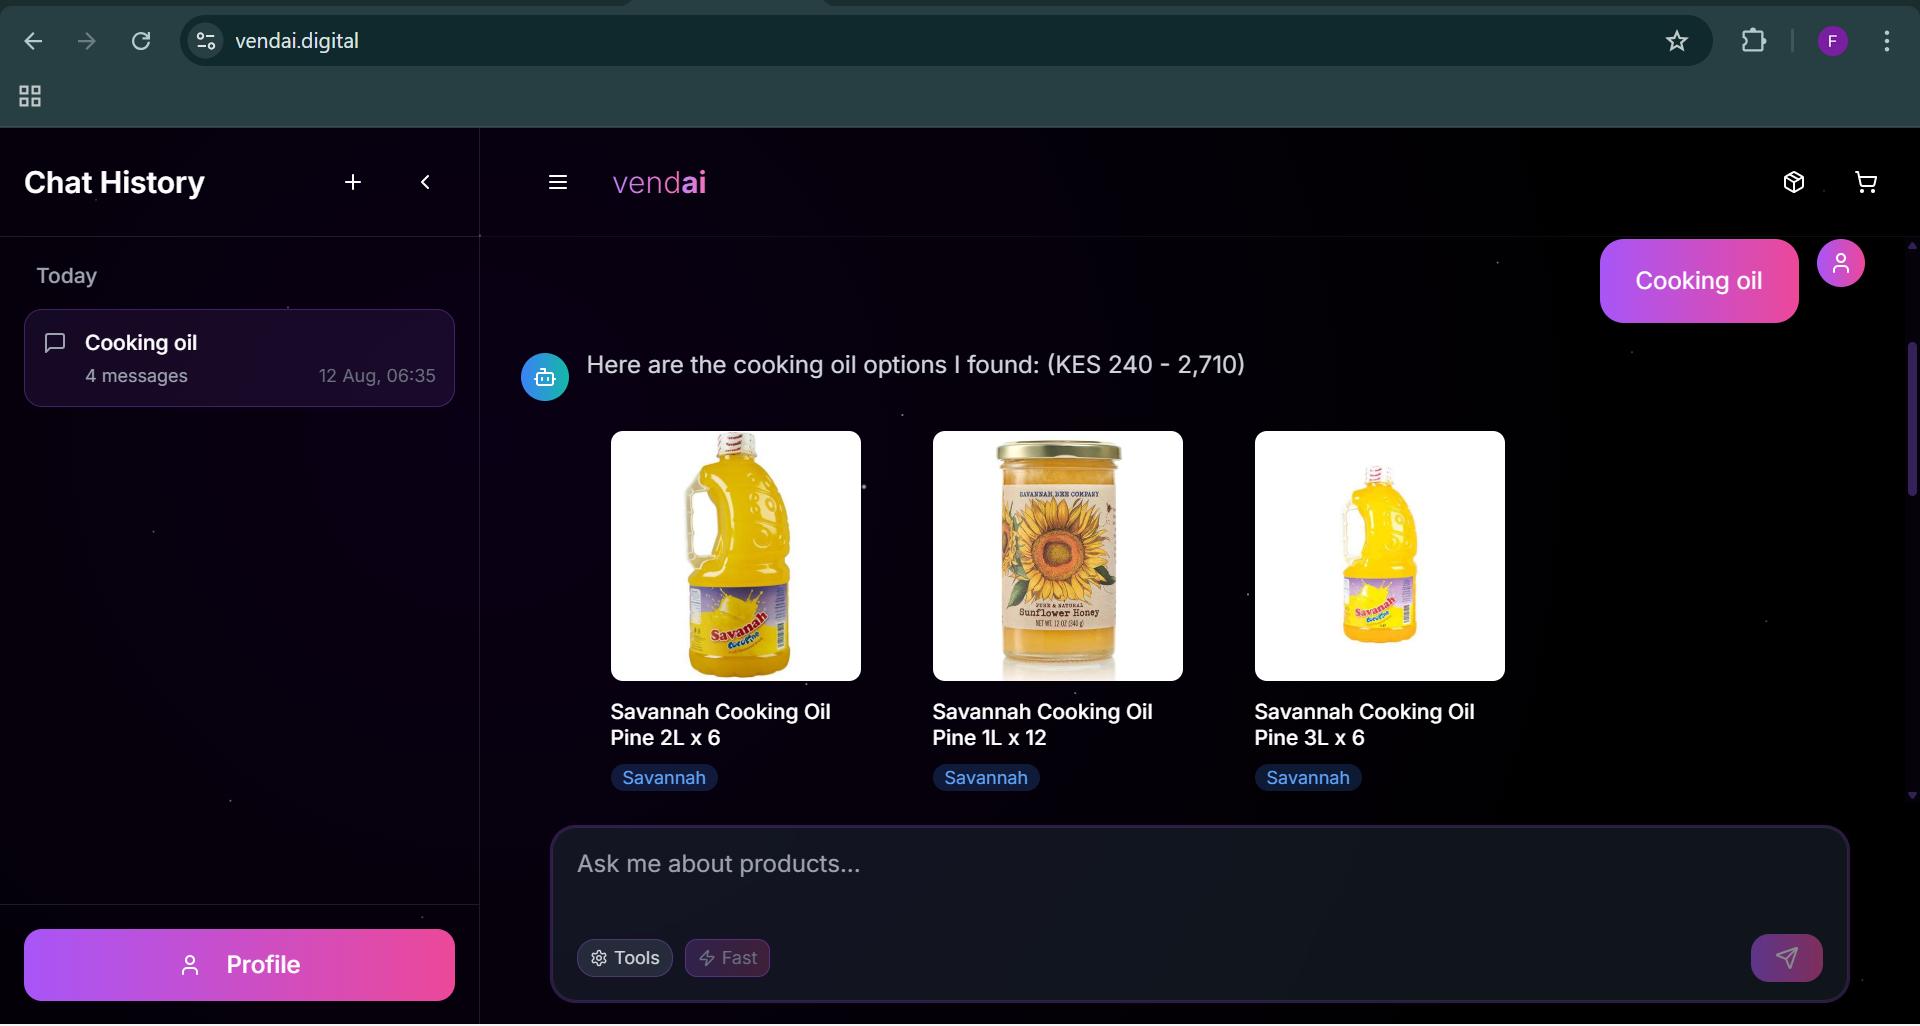 vendai.digital
F
Chat History
vendai
Today
Cooking oil
4 messages
12 Aug, 06:35
Cooking oil
Here are the cooking oil options I found: (KES 240 - 2,710)
Savanah
SAVANNAH BEE COMPANY
PURE & NATURAL
Sunflower Honey
NET WT. 12 OZ (340 g)
Savanah
Savannah Cooking Oil
Pine 2L x 6
Savannah
Savannah Cooking Oil
Pine 1L x 12
Savannah
Savannah Cooking Oil
Pine 3L x 6
Savannah
Ask me about products...
Tools
Fast
Profile